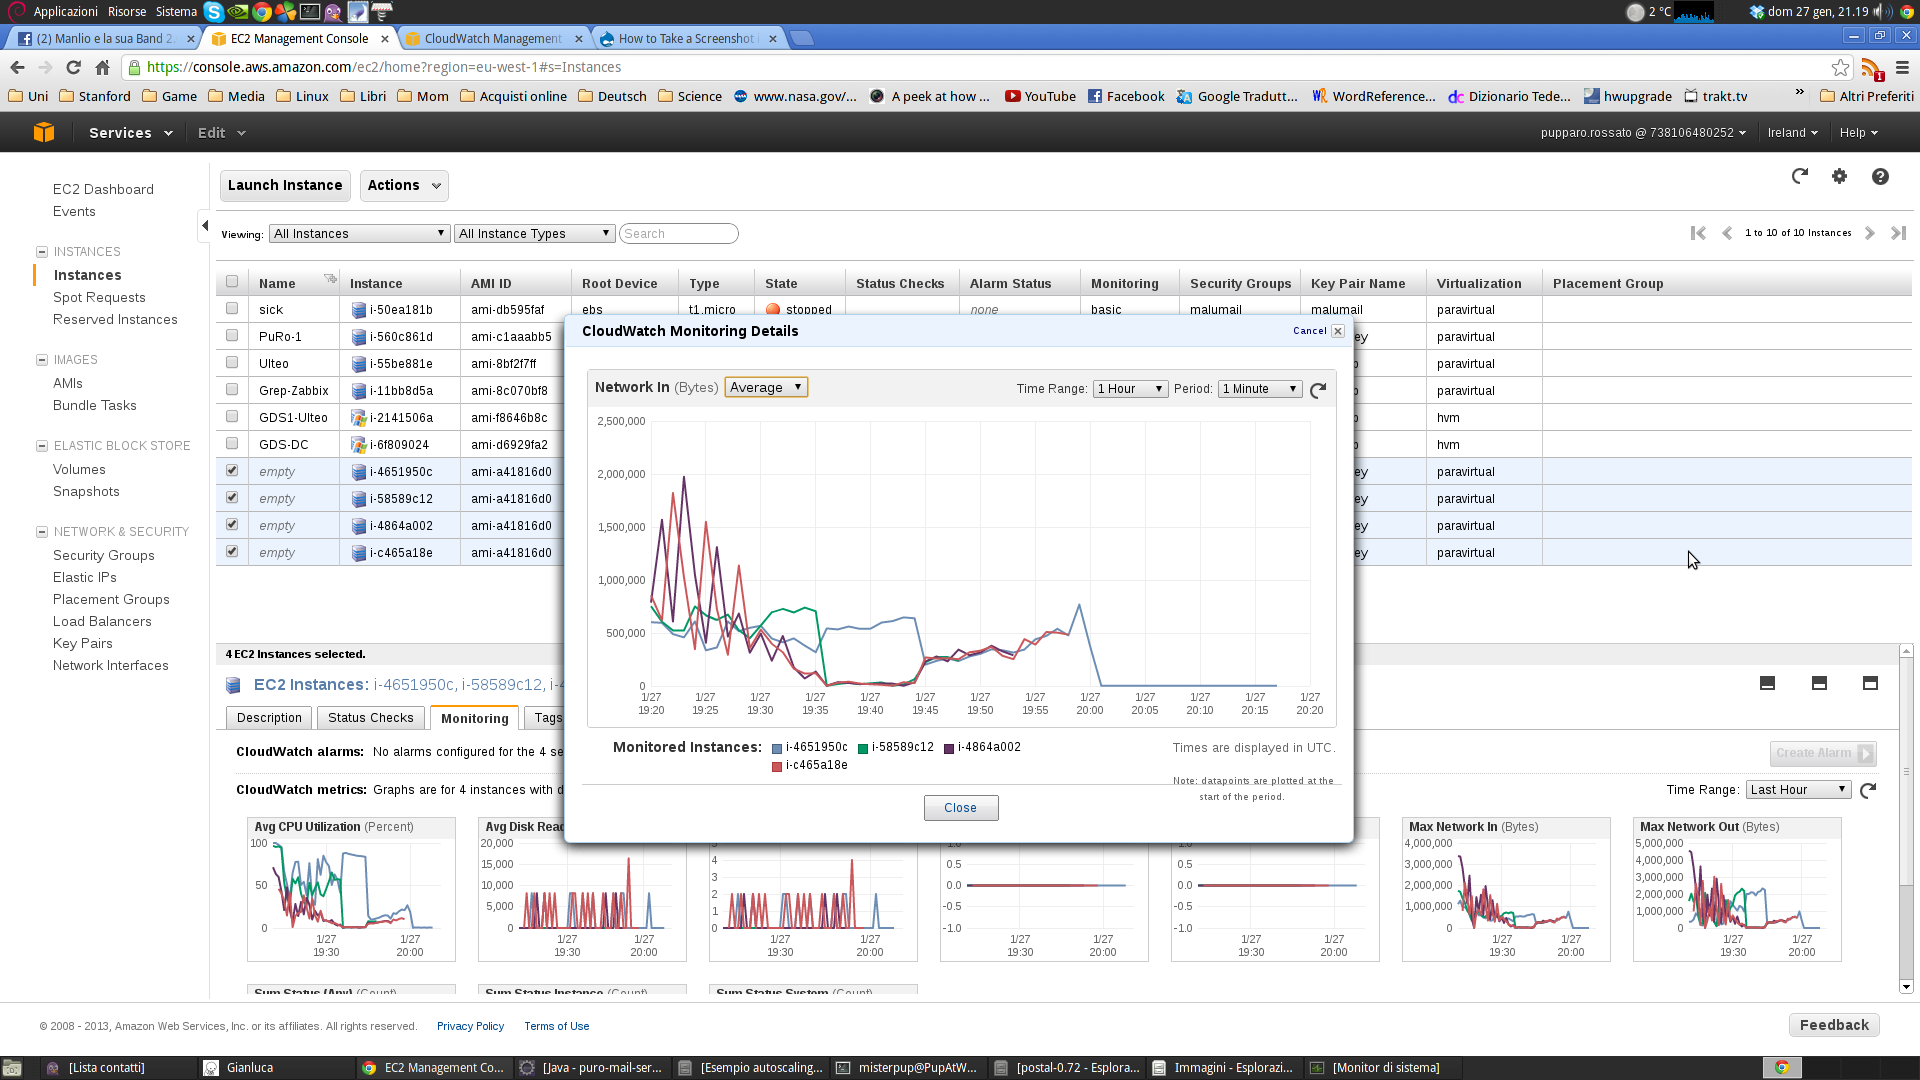 Applicazioni Risorse Sistema 2 °C dom 27 gen, 21.19
(2) Manlio e la sua Band 2. EC2 Management Console CloudWatch Management How to Take a Screenshot
https://console.aws.amazon.com/ec2/home?region=eu-west-1#s=Instances
Uni Stanford Game Media Linux Libri Mom Acquisti online Deutsch Science www.nasa.gov/... A peek at how ... YouTube Facebook Google Tradutt... WordReference... Dizionario Tede... hwupgrade trakt.tv » Altri Preferiti
Services Edit pupparo.rossato @ 738106480252 Ireland Help
EC2 Dashboard
Events
INSTANCES
Instances
Spot Requests
Reserved Instances
IMAGES
AMIs
Bundle Tasks
ELASTIC BLOCK STORE
Volumes
Snapshots
NETWORK & SECURITY
Security Groups
Elastic IPs
Placement Groups
Load Balancers
Key Pairs
Network Interfaces
Launch Instance Actions
Viewing: All Instances All Instance Types Search 1 to 10 of 10 Instances
Name Instance AMI ID Root Device Type State Status Checks Alarm Status Monitoring Security Groups Key Pair Name Virtualization Placement Group
sick i-50ea181b ami-db595faf ebs t1.micro stopped none basic malumail malumail paravirtual
PuRo-1 i-560c861d ami-c1aaabb5 ey paravirtual
Ulteo i-55be881e ami-8bf2f7ff paravirtual
Grep-Zabbix i-11bb8d5a ami-8c070bf8 paravirtual
GDS1-Ulteo i-2141506a ami-f8646b8c hvm
GDS-DC i-6f809024 ami-d6929fa2 hvm
empty i-4651950c ami-a41816d0 ey paravirtual
empty i-58589c12 ami-a41816d0 ey paravirtual
empty i-4864a002 ami-a41816d0 ey paravirtual
empty i-c465a18e ami-a41816d0 ey paravirtual
CloudWatch Monitoring Details Cancel
Network In (Bytes) Average Time Range: 1 Hour Period: 1 Minute
2,500,000
2,000,000
1,500,000
1,000,000
500,000
0
1/27 1/27 1/27 1/27 1/27 1/27 1/27 1/27 1/27 1/27 1/27 1/27 1/27
19:20 19:25 19:30 19:35 19:40 19:45 19:50 19:55 20:00 20:05 20:10 20:15 20:20
Monitored Instances: i-4651950c i-58589c12 i-4864a002
i-c465a18e
Times are displayed in UTC.
Note: datapoints are plotted at the
start of the period.
Close
4 EC2 Instances selected.
EC2 Instances: i-4651950c, i-58589c12, i-4
Description Status Checks Monitoring Tags
CloudWatch alarms: No alarms configured for the 4 se Create Alarm
CloudWatch metrics: Graphs are for 4 instances with d Time Range: Last Hour
Avg CPU Utilization (Percent)
100
50
0
1/27 1/27
19:30 20:00
Avg Disk Read
20,000
15,000
10,000
5,000
0
1/27 1/27
19:30 20:00
5
4
3
2
1
0
1/27 1/27
19:30 20:00
1.0
0.5
0.0
-0.5
-1.0
1/27 1/27
19:30 20:00
1.0
0.5
0.0
-0.5
-1.0
1/27 1/27
19:30 20:00
Max Network In (Bytes)
4,000,000
3,000,000
2,000,000
1,000,000
0
1/27 1/27
19:30 20:00
Max Network Out (Bytes)
5,000,000
4,000,000
3,000,000
2,000,000
1,000,000
0
1/27 1/27
19:30 20:00
Sum Status (Any) (Count) Sum Status Instance (Count) Sum Status System (Count)
© 2008 - 2013, Amazon Web Services, Inc. or its affiliates. All rights reserved. Privacy Policy Terms of Use Feedback
[Lista contatti] Gianluca EC2 Management Co... [Java - puro-mail-ser... [Esempio autoscaling... misterpup@PupAtW... [postal-0.72 - Esplora... Immagini - Esplorazi... [Monitor di sistema]